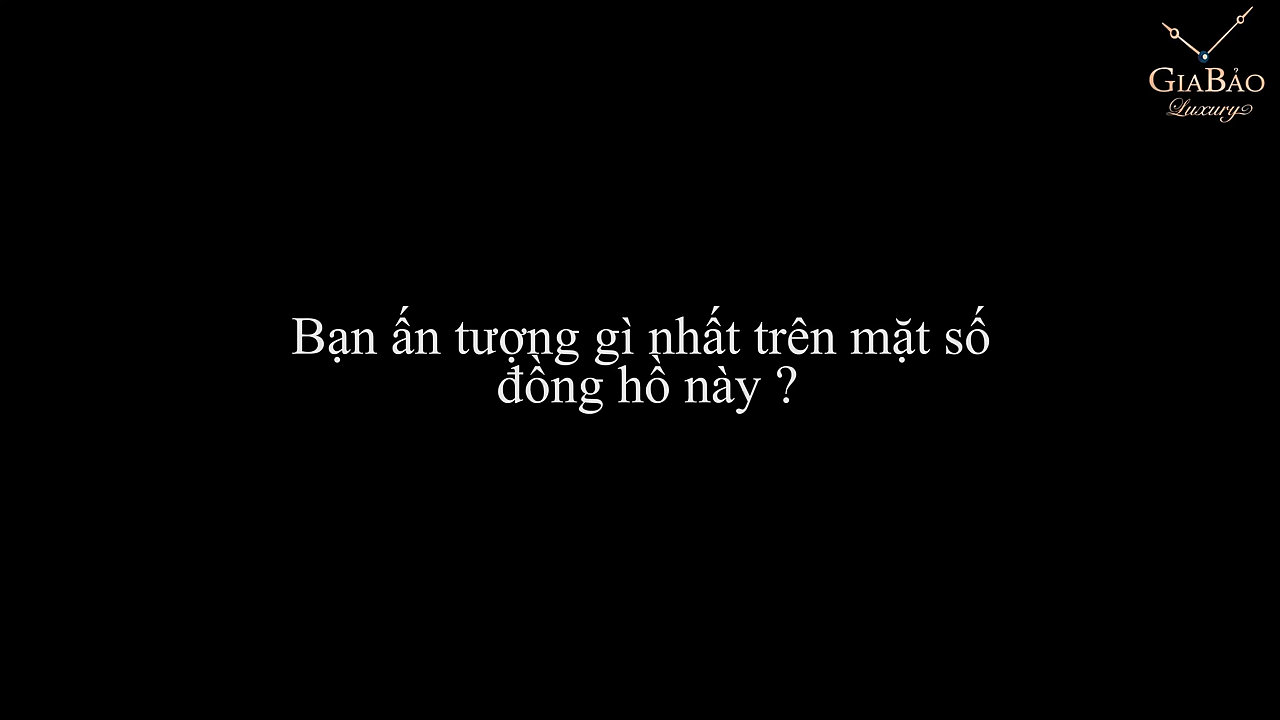 GIABẢO
Luxury
Bạn ấn tượng gì nhất trên mặt số
đồng hồ này ?